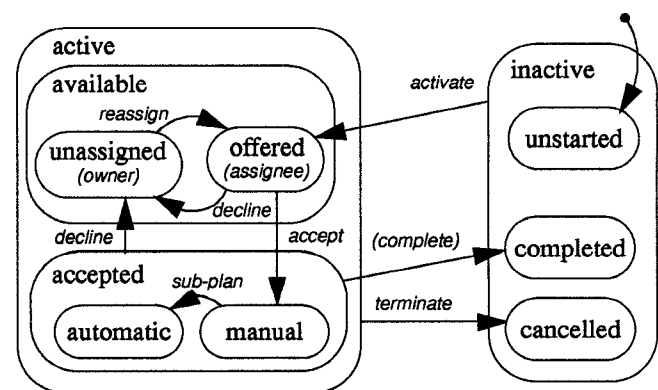 active
inactive
available
activate
reassign
unstarted
unassigned
(owner)
offered
(assignee)
decline
decline
accept
(complete)
completed
accepted
sub-plan
terminate
automatic
manual
cancelled